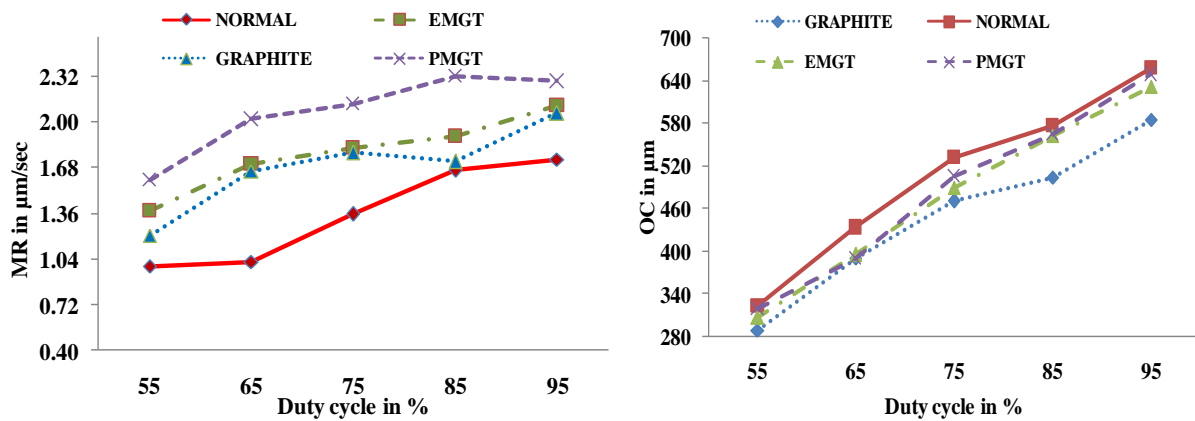 NORMAL EMGT
GRAPHITE PMGT
2.32
2.00
1.68
1.36
1.04
0.72
0.40
MR in µm/sec
55 65 75 85 95
Duty cycle in %
GRAPHITE NORMAL
EMGT PMGT
700
640
580
520
460
400
340
280
OC in µm
55 65 75 85 95
Duty cycle in %